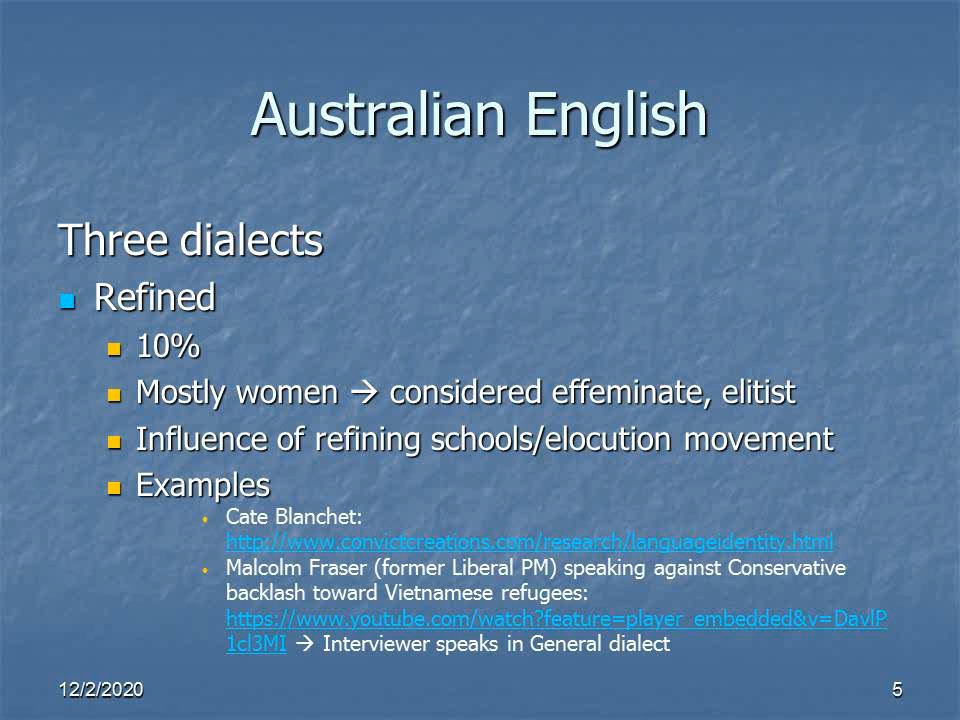 Australian English
Three dialects
Refined
10%
Mostly women → considered effeminate, elitist
Influence of refining schools/elocution movement
Examples
Cate Blanchet:
http://www.convictcreations.com/research/languageidentity.html
Malcolm Fraser (former Liberal PM) speaking against Conservative
backlash toward Vietnamese refugees:
https://www.youtube.com/watch?feature=player_embedded&v=DavlP
1cl3MI → Interviewer speaks in General dialect
12/2/2020
5